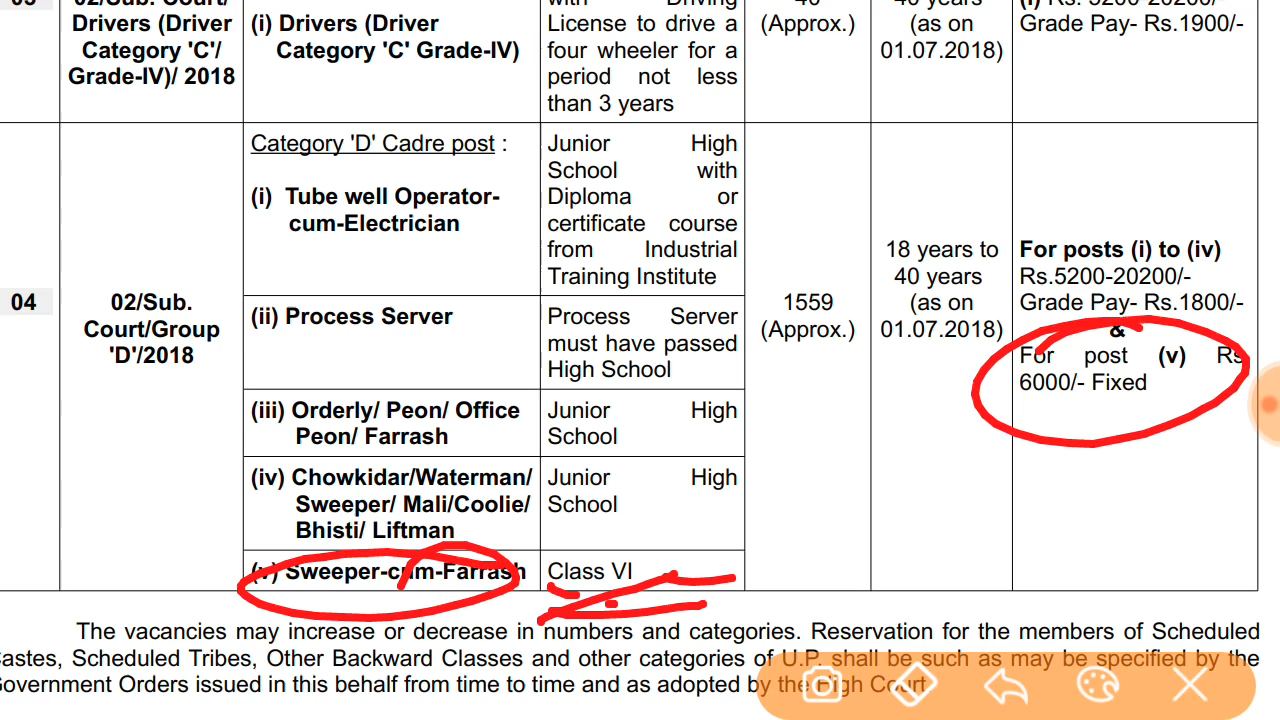 02/Sub. Court/
Drivers (Driver
Category 'C'/
Grade-IV)/ 2018
(i) Drivers (Driver
Category 'C' Grade-IV)
with Driving
License to drive a
four wheeler for a
period not less
than 3 years
(Approx.)
(as on
01.07.2018)
Grade Pay- Rs.1900/-
04
02/Sub.
Court/Group
'D'/2018
Category 'D' Cadre post :
(i) Tube well Operator-
cum-Electrician
Junior High
School with
Diploma or
certificate course
from Industrial
Training Institute
(ii) Process Server
Process Server
must have passed
High School
(iii) Orderly/ Peon/ Office
Peon/ Farrash
Junior High
School
(iv) Chowkidar/Waterman/
Sweeper/ Mali/Coolie/
Bhisti/ Liftman
Junior High
School
(v) Sweeper-cum-Farrash
Class VI
1559
(Approx.)
18 years to
40 years
(as on
01.07.2018)
For posts (i) to (iv)
Rs.5200-20200/-
Grade Pay- Rs.1800/-
&
For post (v) Rs
6000/- Fixed
The vacancies may increase or decrease in numbers and categories. Reservation for the members of Scheduled
astes, Scheduled Tribes, Other Backward Classes and other categories of U.P. shall be such as may be specified by the
overnment Orders issued in this behalf from time to time and as adopted by the High Court.